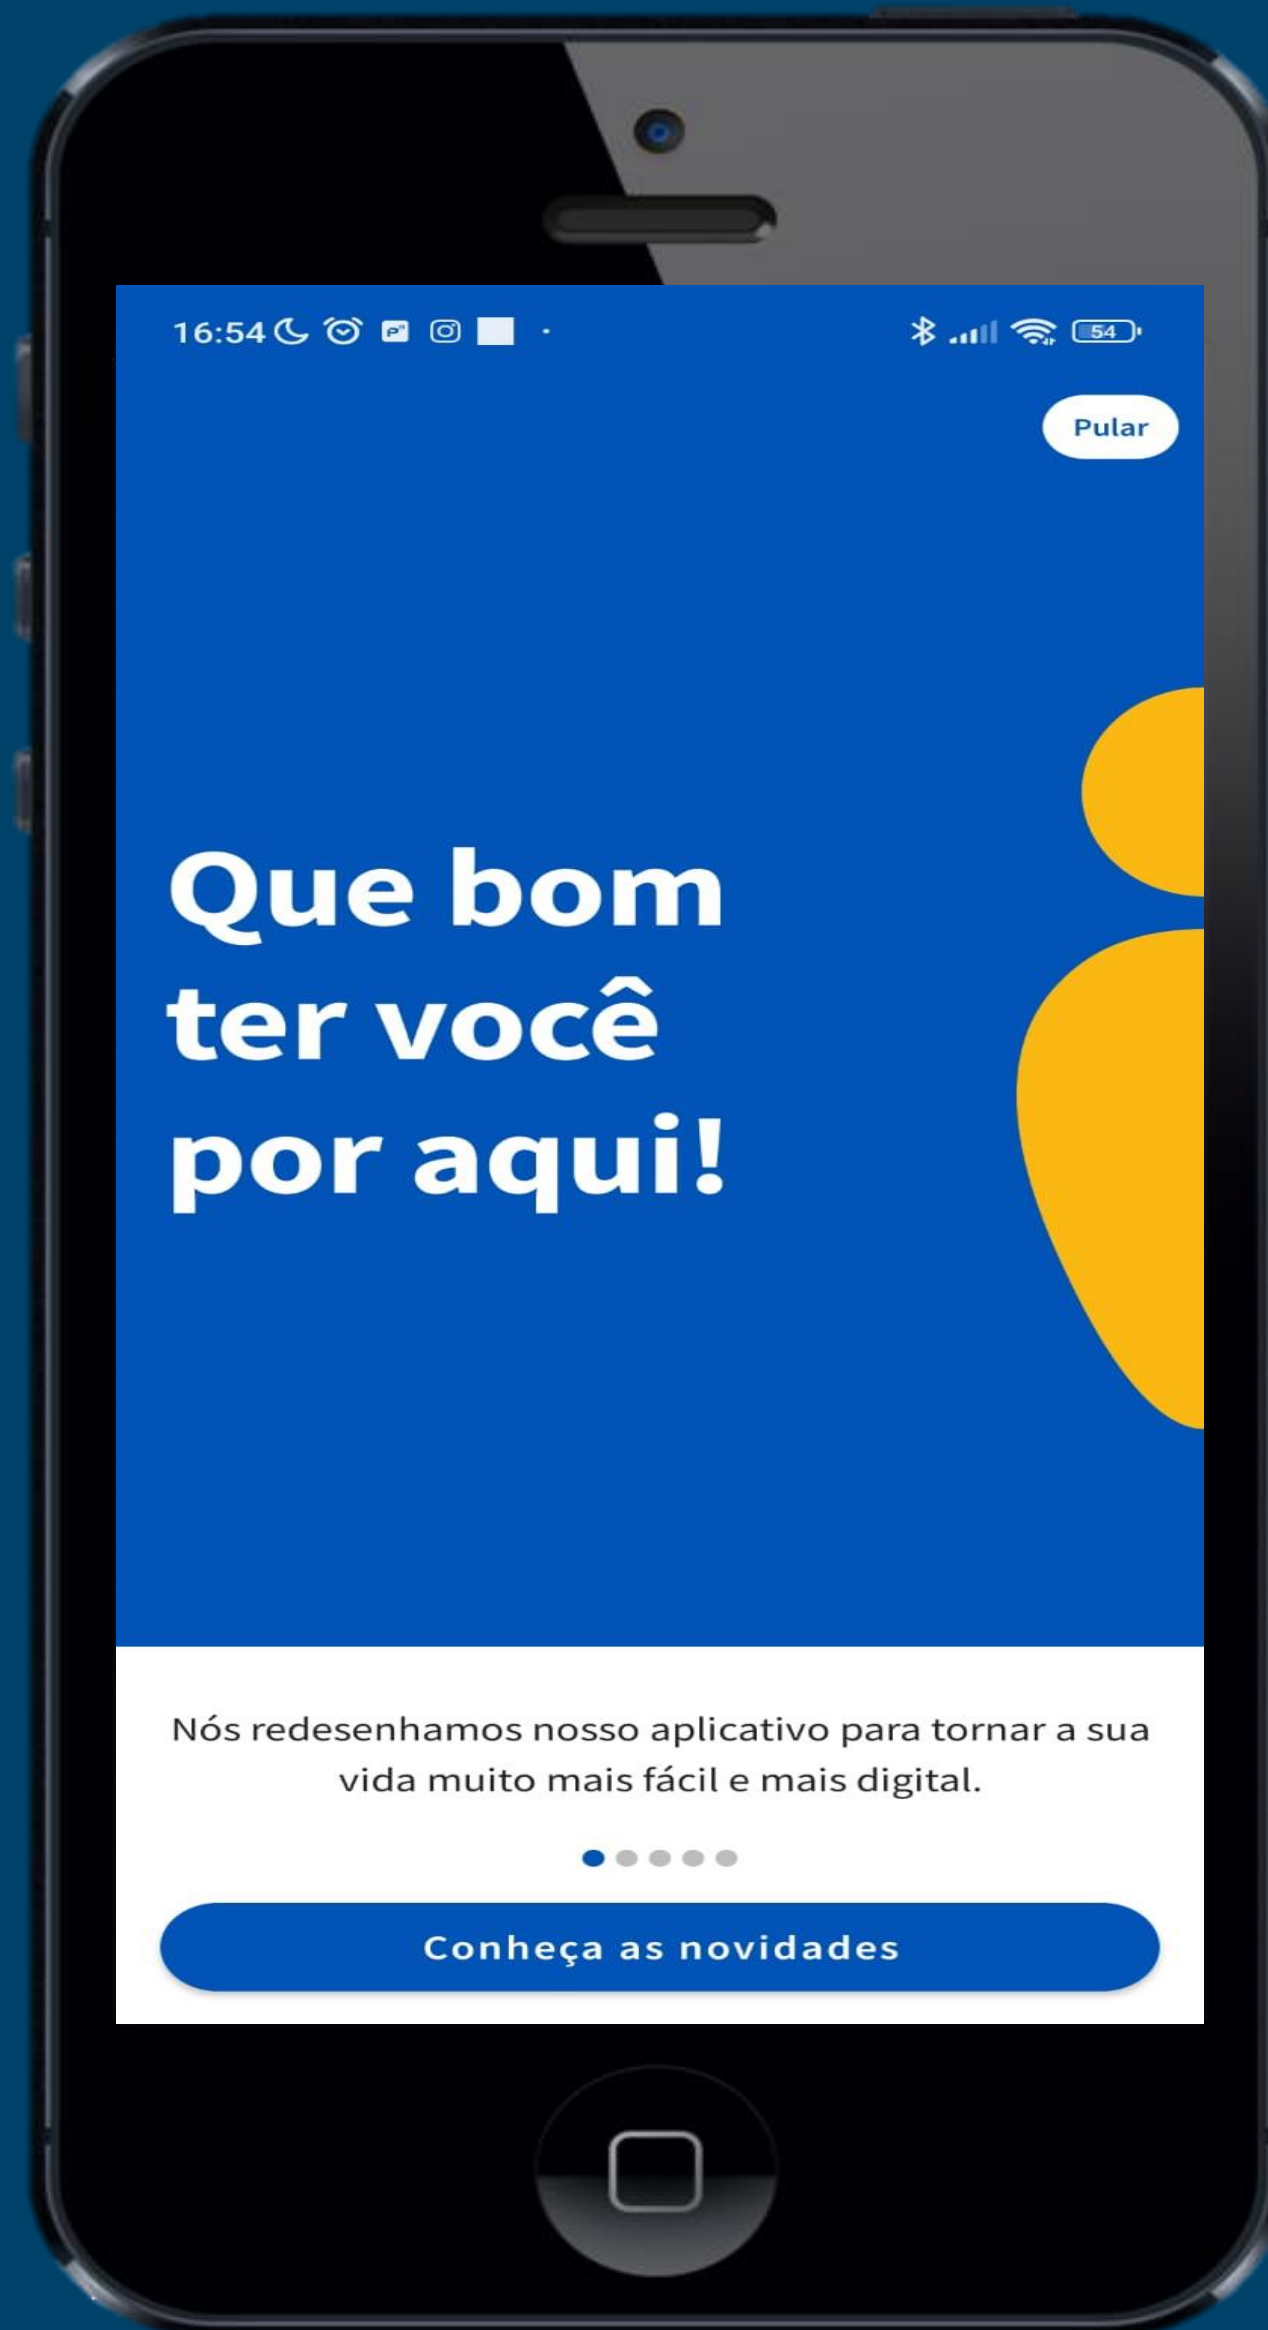 16:54
54
Pular
Que bom
ter você
por aqui!
Nós redesenhamos nosso aplicativo para tornar a sua
vida muito mais fácil e mais digital.
Conheça as novidades